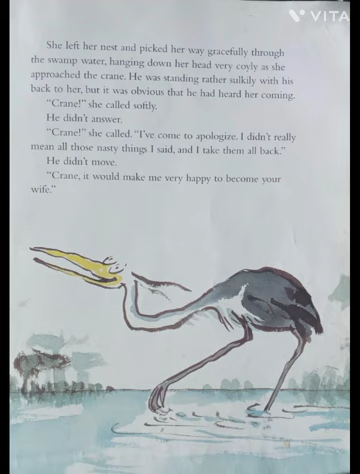 VITA
She left her nest and picked her way gracefully through
the swamp water, hanging down her head very coyly as she
approached the crane. He was standing rather sulkily with his
back to her, but it was obvious that he had heard her coming.
"Crane!" she called softly.
He didn't answer.
"Crane!" she called. "I've come to apologize. I didn't really
mean all those nasty things I said, and I take them all back."
He didn't move.
"Crane, it would make me very happy to become your
wife."